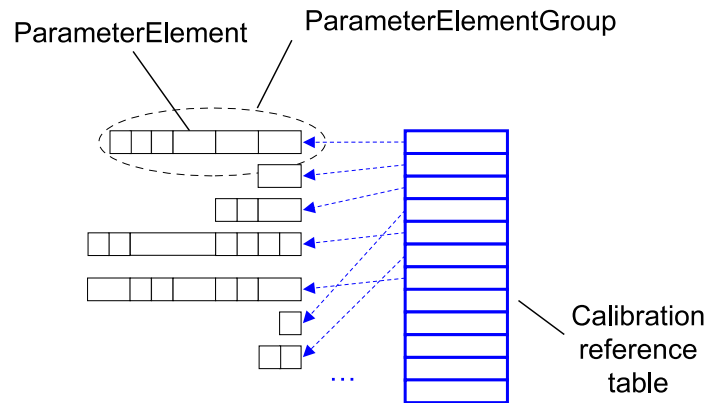 ParameterElement
ParameterElementGroup
Calibration
reference
table
...